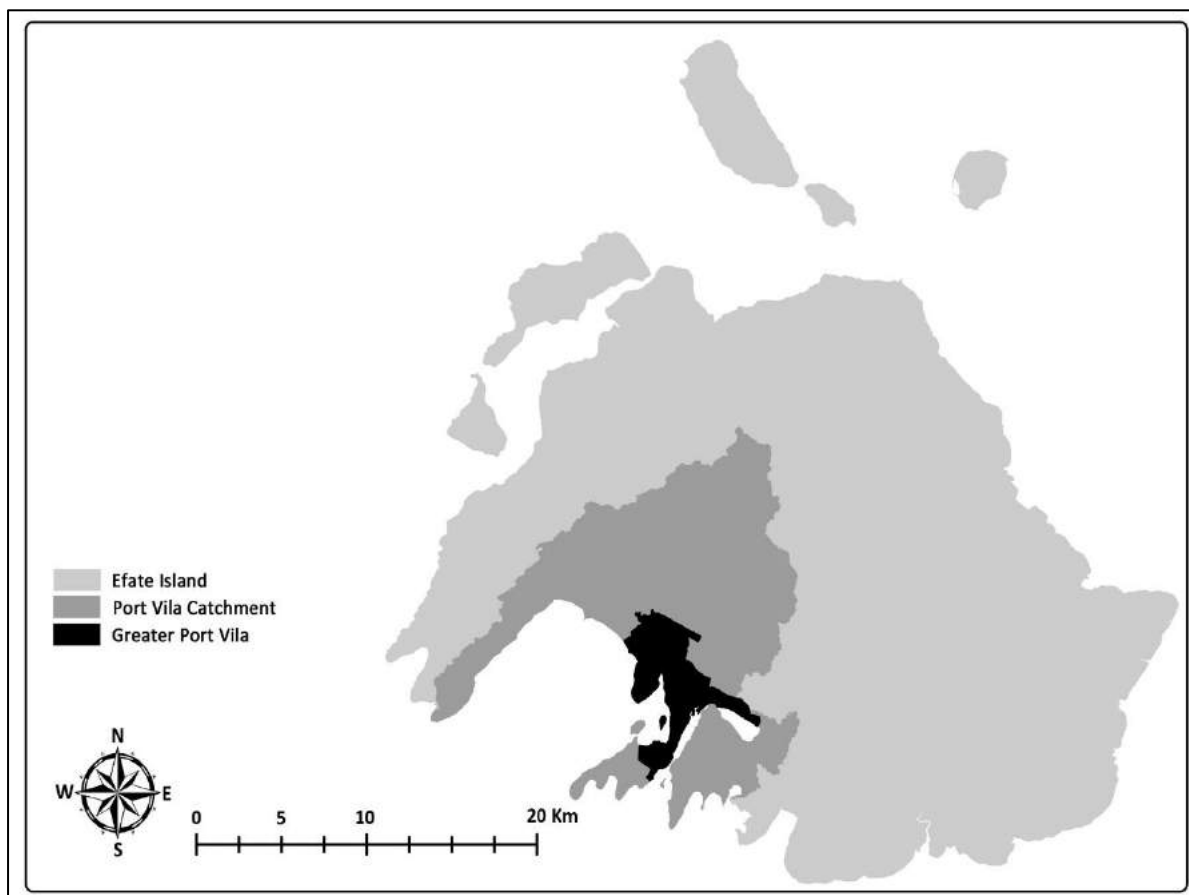 Efate Island
Port Vila Catchment
Greater Port Vila
N
W E
S
0 5 10 20 Km